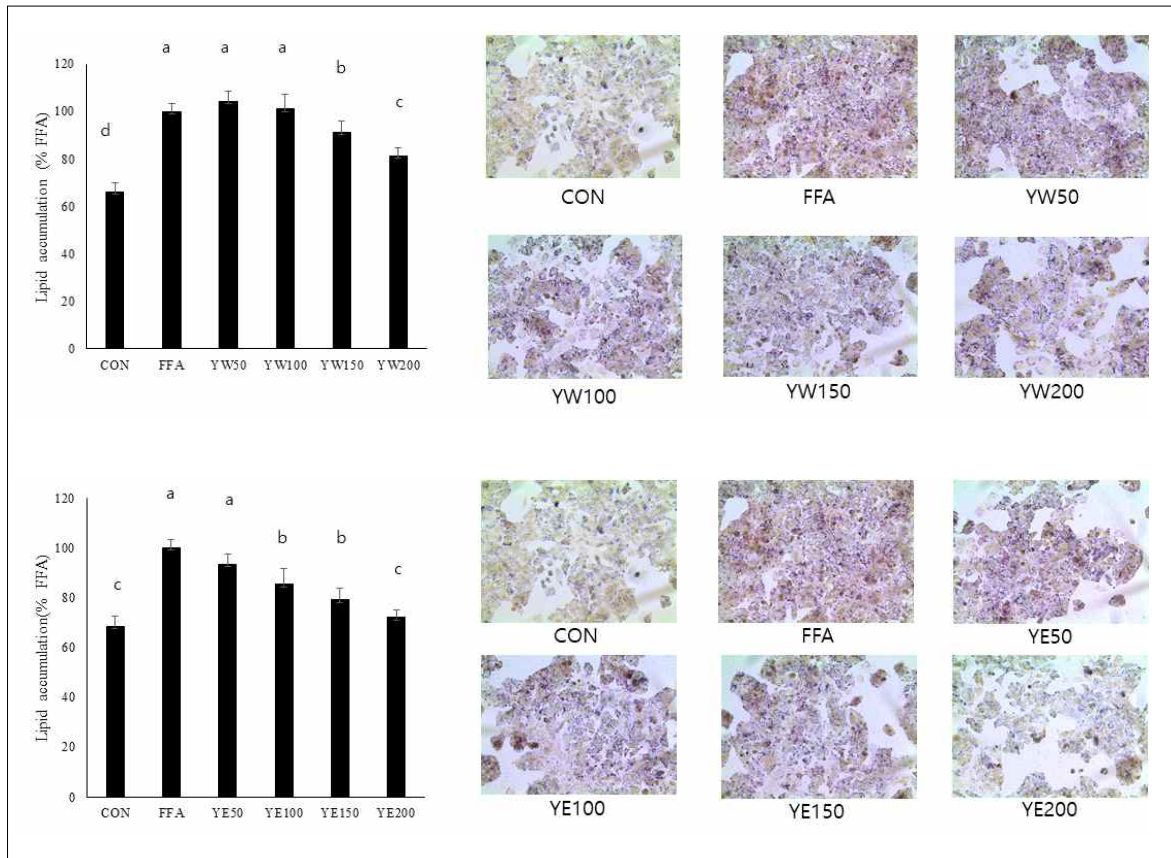 a a a
b
c
d
120
100
80
60
40
20
0
Lipid accumulation (% FFA)
CON FFA YW50 YW100 YW150 YW200
CON FFA YW50
YW100 YW150 YW200
a a
b b
c c
120
100
80
60
40
20
0
Lipid accumulation(% FFA)
CON FFA YE50 YE100 YE150 YE200
CON FFA YE50
YE100 YE150 YE200